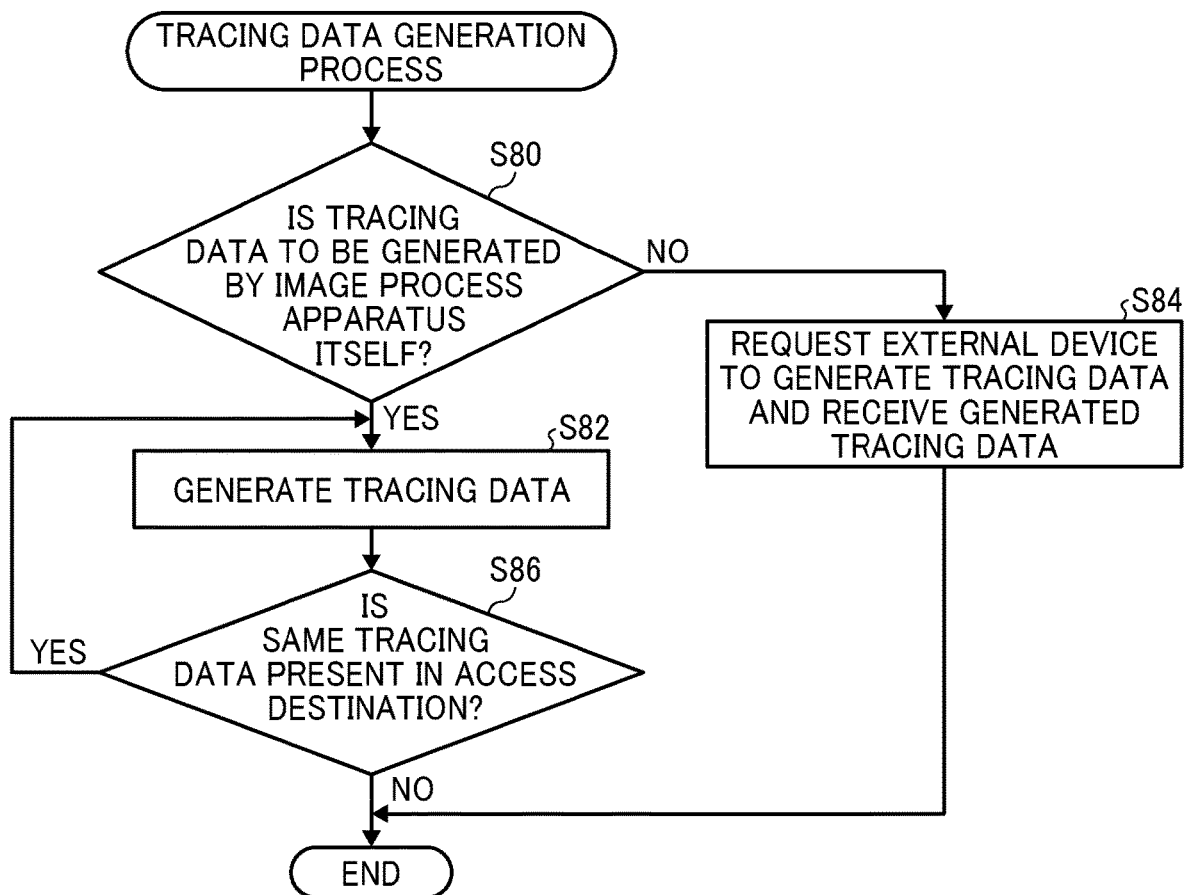 TRACING DATA GENERATION
PROCESS
S80
IS TRACING
DATA TO BE GENERATED
BY IMAGE PROCESS
APPARATUS
ITSELF?
NO
S84
REQUEST EXTERNAL DEVICE
TO GENERATE TRACING DATA
AND RECEIVE GENERATED
TRACING DATA
YES
S82
GENERATE TRACING DATA
S86
IS
SAME TRACING
DATA PRESENT IN ACCESS
DESTINATION?
YES
NO
END